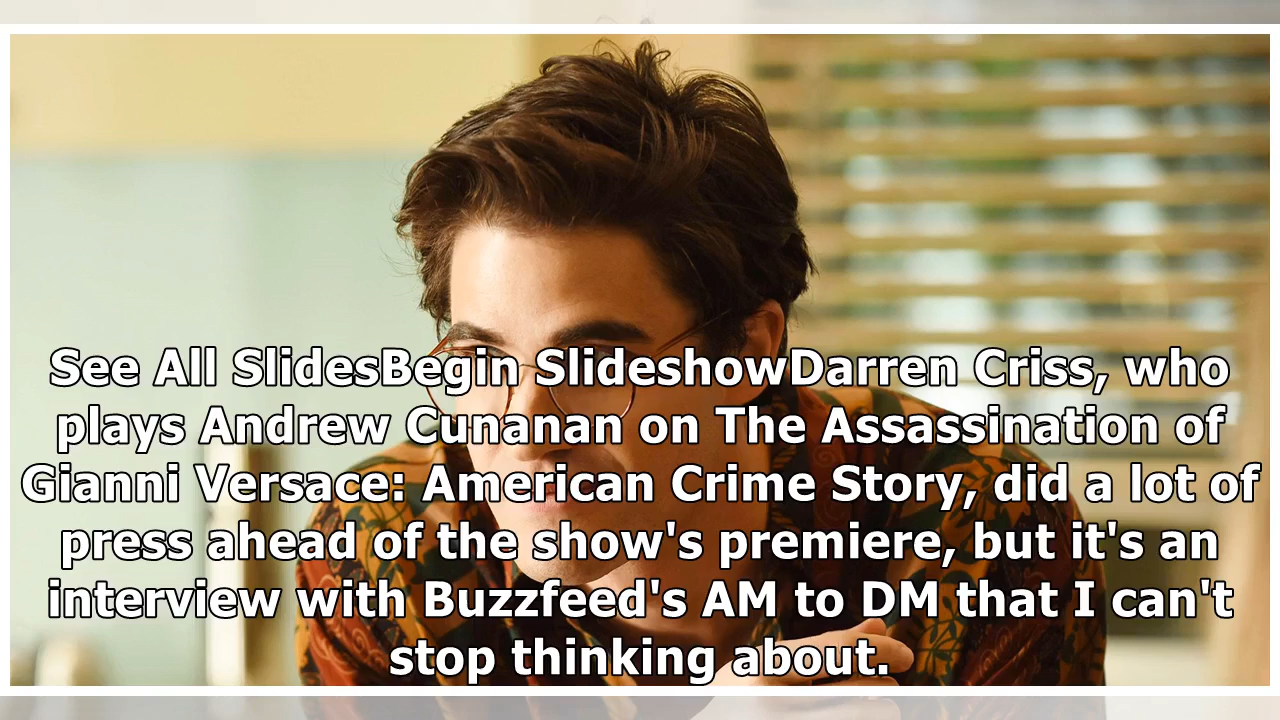 See All SlidesBegin SlideshowDarren Criss, who
plays Andrew Cunanan on The Assassination of
Gianni Versace: American Crime Story, did a lot of
press ahead of the show's premiere, but it's an
interview with Buzzfeed's AM to DM that I can't
stop thinking about.